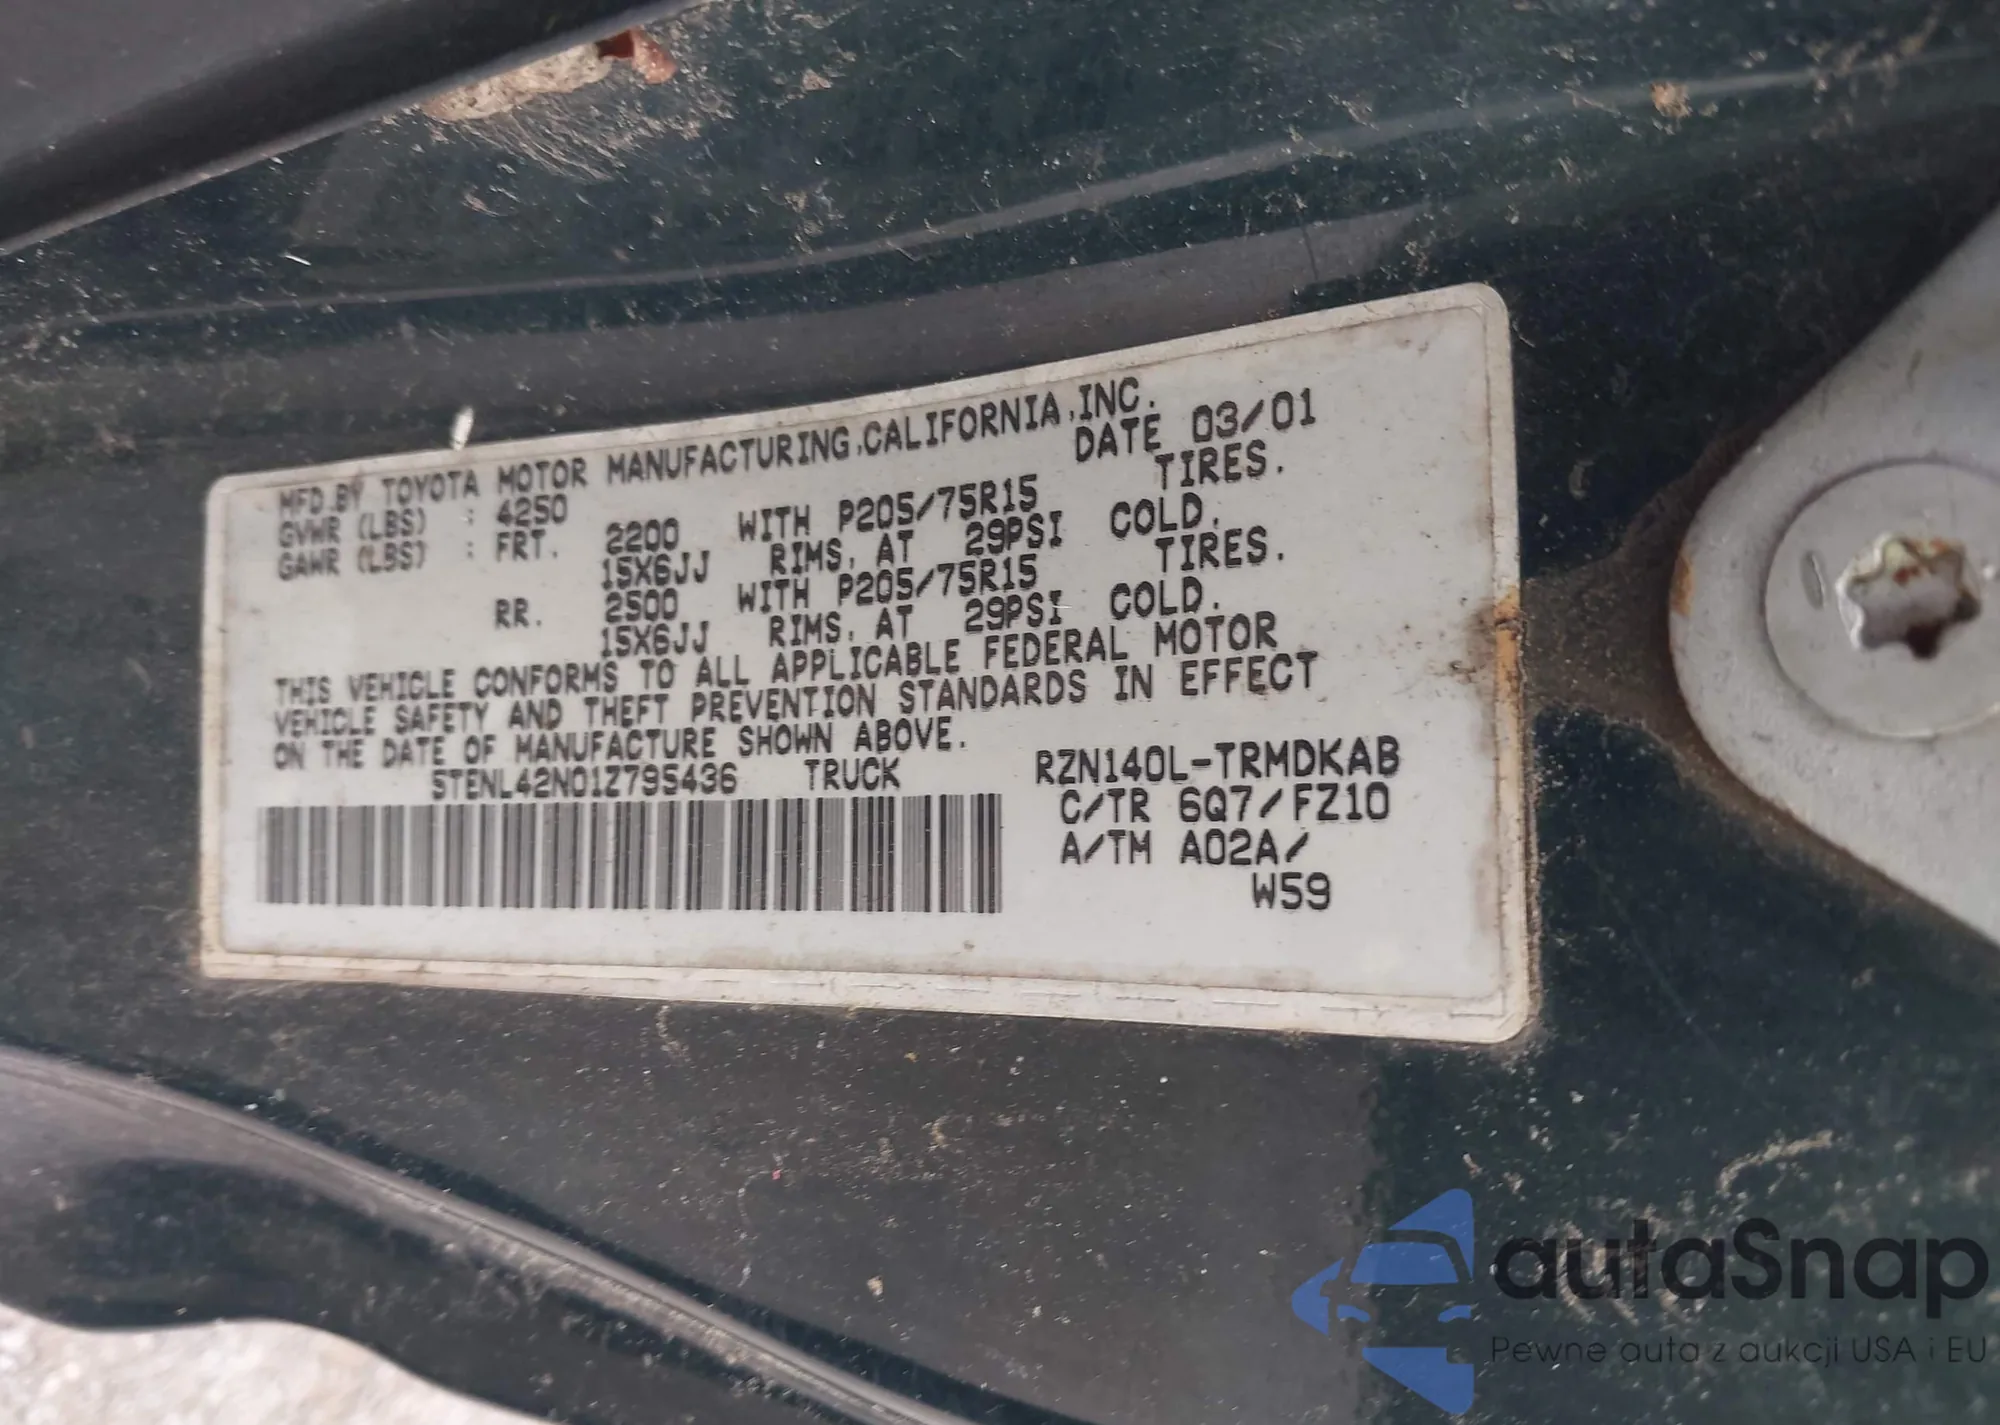 MFD.BY TOYOTA MOTOR MANUFACTURING,CALIFORNIA,INC.
GVWR (LBS) : 4250 DATE 03/01
GAWR (LBS) : FRT. 2200 WITH P205/75R15 TIRES.
15X6JJ RIMS, AT 29PSI COLD.
RR. 2500 WITH P205/75R15 TIRES.
15X6JJ RIMS, AT 29PSI COLD.
THIS VEHICLE CONFORMS TO ALL APPLICABLE FEDERAL MOTOR
VEHICLE SAFETY AND THEFT PREVENTION STANDARDS IN EFFECT
ON THE DATE OF MANUFACTURE SHOWN ABOVE.
5TENL42N01Z795436 TRUCK RZN140L-TRMDKAB
C/TR 6Q7/FZ10
A/TM A02A/
W59
autaSnap
Pewne auta z aukcji USA i EU